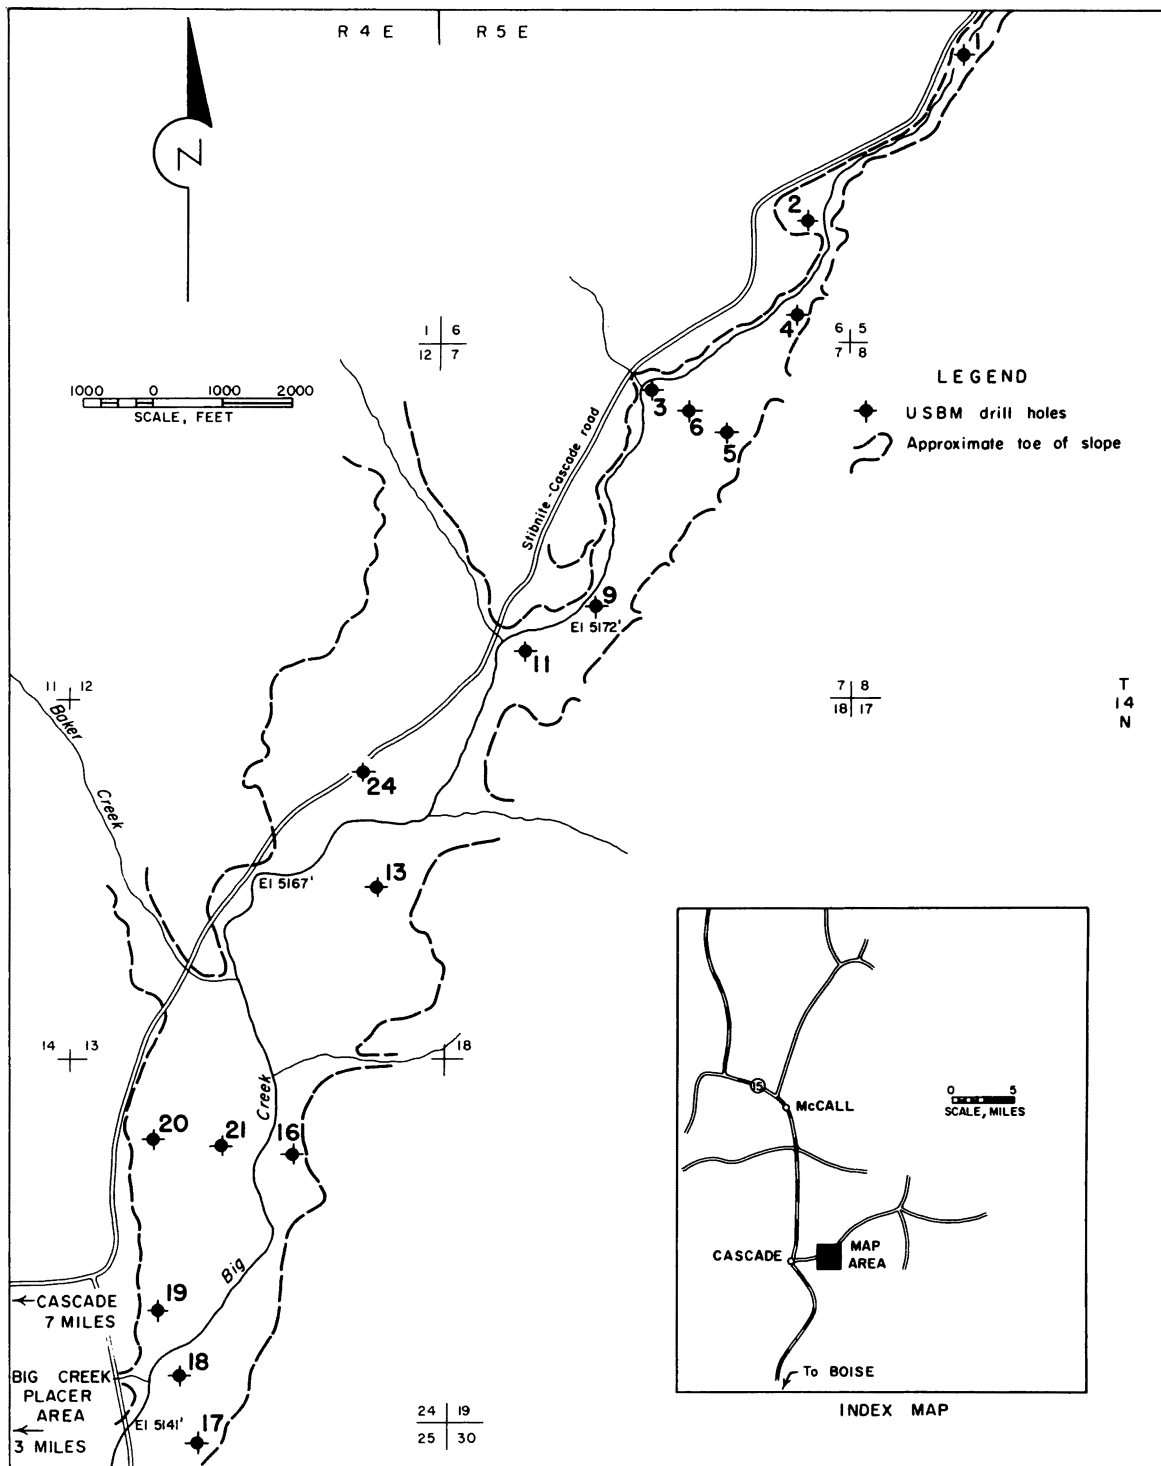 R 4 E
R 5 E
N
1
2
4
1 6
12 7
6 5
7 8
1000 0 1000 2000
SCALE, FEET
LEGEND
USBM drill holes
Approximate toe of slope
3
6
5
Stibnite-Cascade road
9
El 5172'
11
11 12
7 8
18 17
T
14
N
Baker
Creek
24
El 5167'
13
14 13
18
Creek
20
21
16
Big
19
CASCADE
7 MILES
18
BIG CREEK
PLACER
AREA
3 MILES
El 5141'
17
24 19
25 30
15
McCALL
0 5
SCALE, MILES
CASCADE
MAP
AREA
To BOISE
INDEX MAP